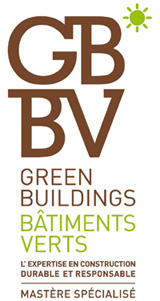 GB
BV
GREEN
BUILDINGS
BÂTIMENTS
VERTS
L'EXPERTISE EN CONSTRUCTION
DURABLE ET RESPONSABLE
MASTÈRE SPÉCIALISÉ